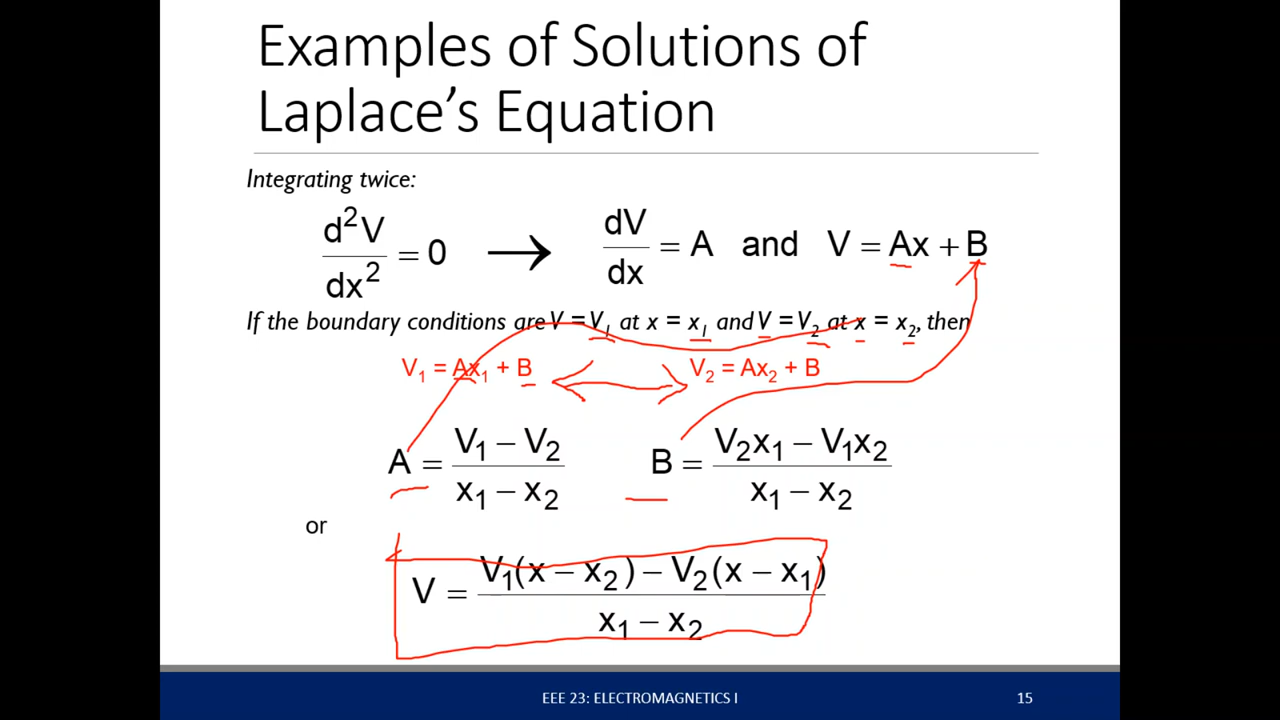 Examples of Solutions of
Laplace's Equation
Integrating twice:
d²V/dx² = 0 → dV/dx = A and V = Ax + B
If the boundary conditions are V = V₁ at x = x₁ and V = V₂ at x = x₂, then
V₁ = Ax₁ + B V₂ = Ax₂ + B
A = (V₁ − V₂)/(x₁ − x₂) B = (V₂x₁ − V₁x₂)/(x₁ − x₂)
or
V = (V₁(x − x₂) − V₂(x − x₁))/(x₁ − x₂)
EEE 23: ELECTROMAGNETICS I 15